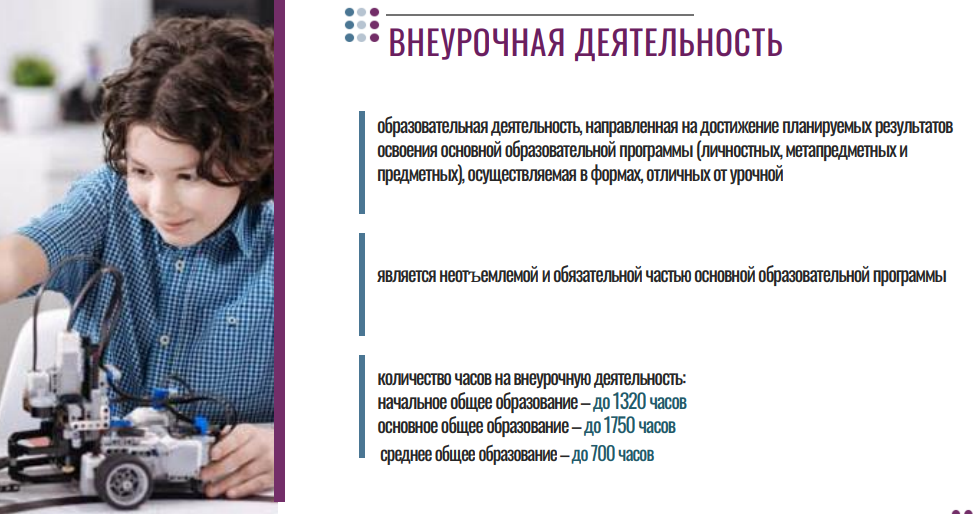 ВНЕУРОЧНАЯ ДЕЯТЕЛЬНОСТЬ
образовательная деятельность, направленная на достижение планируемых результатов
освоения основной образовательной программы (личностных, метапредметных и
предметных), осуществляемая в формах, отличных от урочной
является неотъемлемой и обязательной частью основной образовательной программы
количество часов на внеурочную деятельность:
начальное общее образование – до 1320 часов
основное общее образование – до 1750 часов
среднее общее образование – до 700 часов